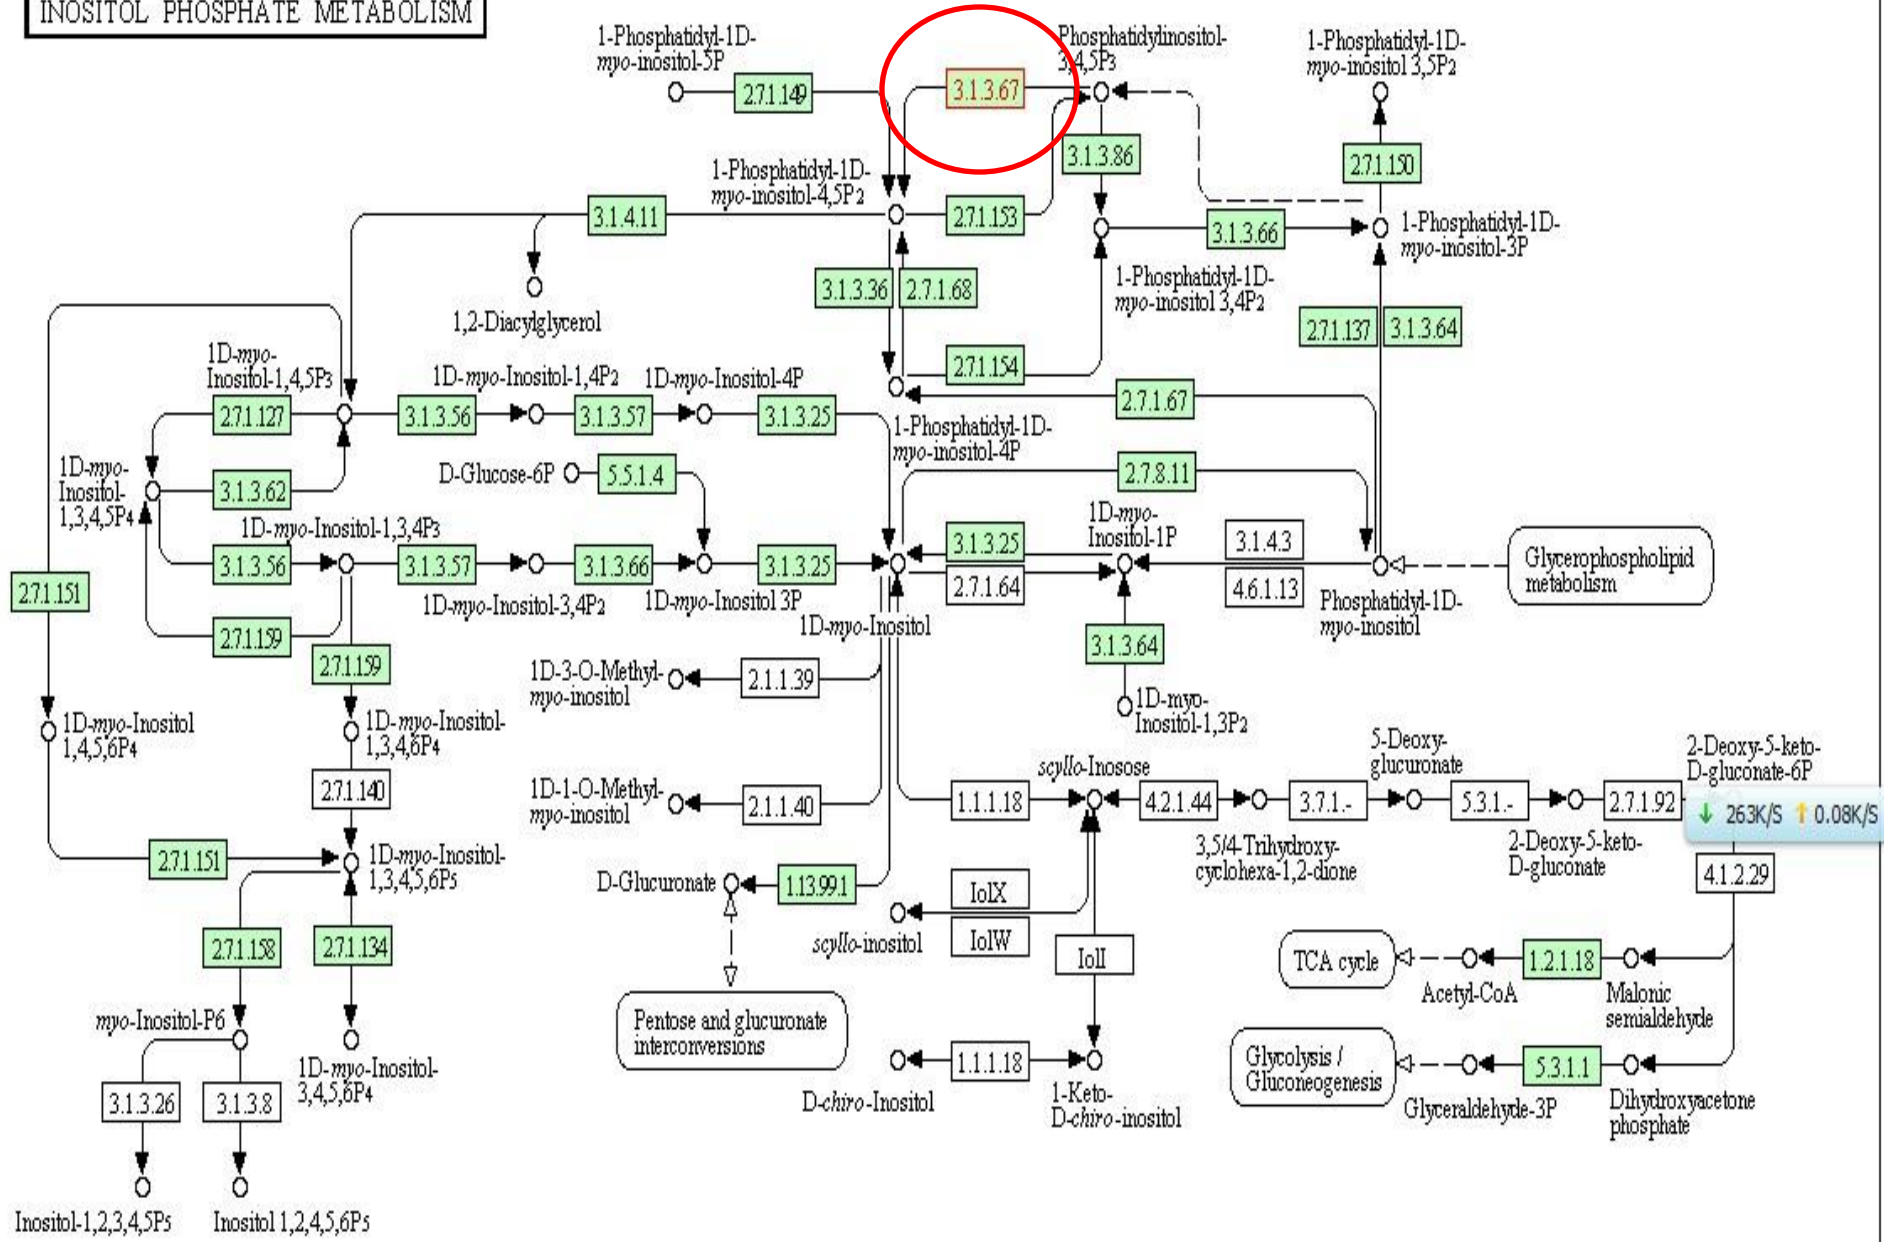 INOSITOL PHOSPHATE METABOLISM
1-Phosphatidyl-1D-
myo-inositol-5P
2.7.1.149
3.1.3.67
Phosphatidylinositol-
3,4,5P3
1-Phosphatidyl-1D-
myo-inositol 3,5P2
3.1.3.86
2.7.1.150
1-Phosphatidyl-1D-
myo-inositol-4,5P2
3.1.4.11
2.7.1.153
3.1.3.66
1-Phosphatidyl-1D-
myo-inositol-3P
1,2-Diacylglycerol
3.1.3.36
2.7.1.68
1-Phosphatidyl-1D-
myo-inositol 3,4P2
2.7.1.137
3.1.3.64
1D-myo-
Inositol-1,4,5P3
1D-myo-Inositol-1,4P2
1D-myo-Inositol-4P
2.7.1.154
2.7.1.67
2.7.1.127
3.1.3.56
3.1.3.57
3.1.3.25
1-Phosphatidyl-1D-
myo-inositol-4P
1D-myo-
Inositol-
1,3,4,5P4
3.1.3.62
D-Glucose-6P
5.5.1.4
2.7.8.11
1D-myo-Inositol-1,3,4P3
1D-myo-
Inositol-1P
3.1.3.56
3.1.3.57
3.1.3.66
3.1.3.25
3.1.3.25
2.7.1.64
3.1.4.3
4.6.1.13
Glycerophospholipid
metabolism
2.7.1.151
1D-myo-Inositol-3,4P2
1D-myo-Inositol 3P
1D-myo-Inositol
Phosphatidyl-1D-
myo-inositol
2.7.1.159
2.7.1.159
3.1.3.64
1D-3-O-Methyl-
myo-inositol
2.1.1.39
1D-myo-
Inositol-1,3P2
1D-myo-Inositol
1,4,5,6P4
1D-myo-Inositol-
1,3,4,6P4
2.7.1.140
1D-1-O-Methyl-
myo-inositol
2.1.1.40
1.1.1.18
scyllo-Inosose
4.2.1.44
3.7.1.-
5-Deoxy-
glucuronate
5.3.1.-
2.7.1.92
2-Deoxy-5-keto-
D-gluconate-6P
263K/S 0.08K/S
3,5/4-Trihydroxy-
cyclohexa-1,2-dione
2-Deoxy-5-keto-
D-gluconate
4.1.2.29
2.7.1.151
1D-myo-Inositol-
1,3,4,5,6P5
D-Glucuronate
1.13.99.1
IolX
IolW
scyllo-inositol
IolI
2.7.1.158
2.7.1.134
TCA cycle
Acetyl-CoA
1.2.1.18
Malonic
semialdehyde
myo-Inositol-P6
1D-myo-Inositol-
3,4,5,6P4
Pentose and glucuronate
interconversions
D-chiro-Inositol
1.1.1.18
1-Keto-
D-chiro-inositol
Glycolysis /
Gluconeogenesis
Glyceraldehyde-3P
5.3.1.1
Dihydroxyacetone
phosphate
3.1.3.26
3.1.3.8
Inositol-1,2,3,4,5P5
Inositol 1,2,4,5,6P5